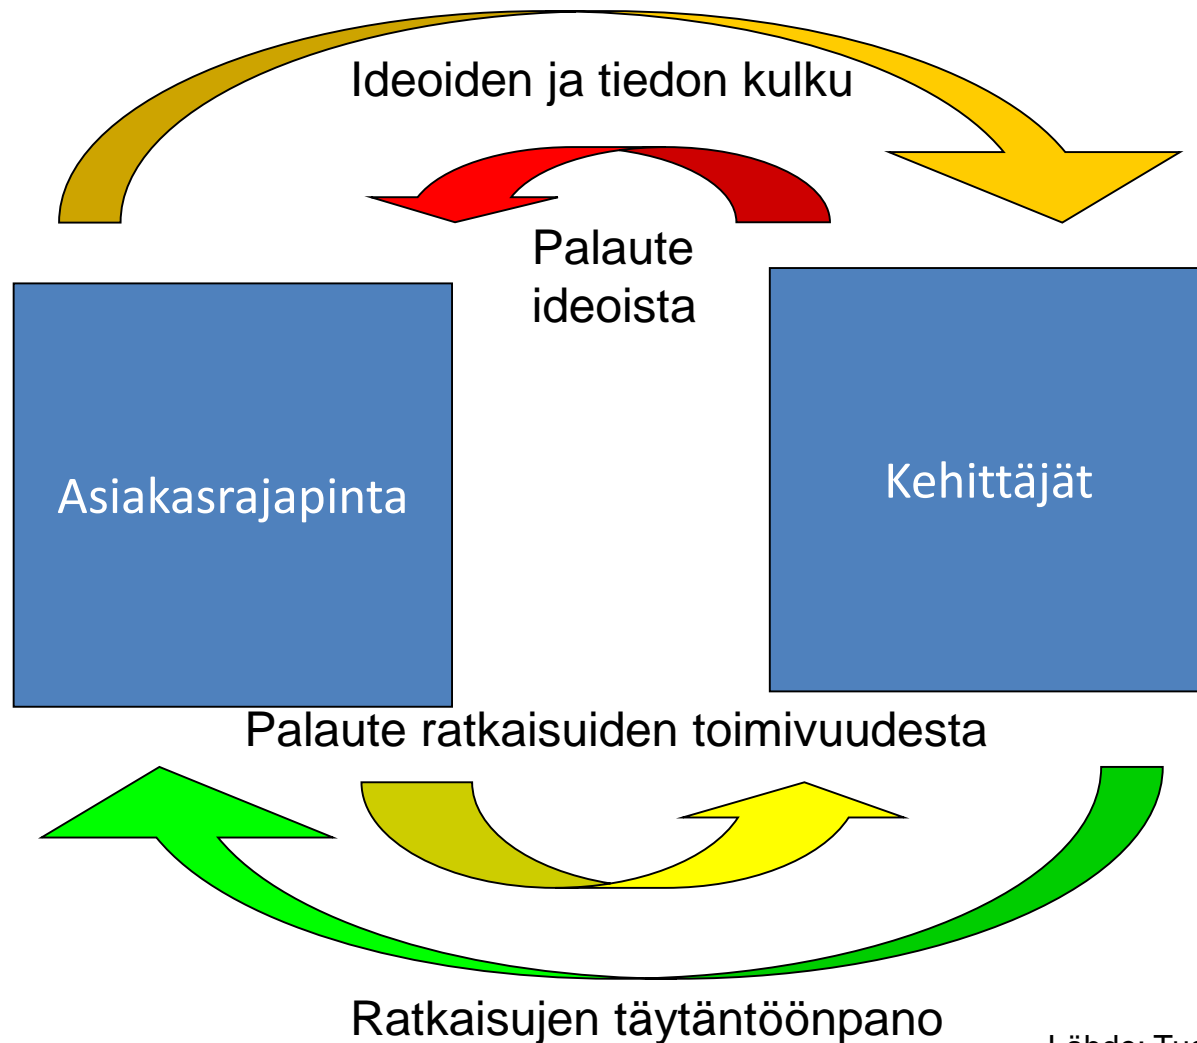 Ideoiden ja tiedon kulku
Palaute
ideoista
Asiakasrajapinta
Kehittäjät
Palaute ratkaisuiden toimivuudesta
Ratkaisujen täytäntöönpano